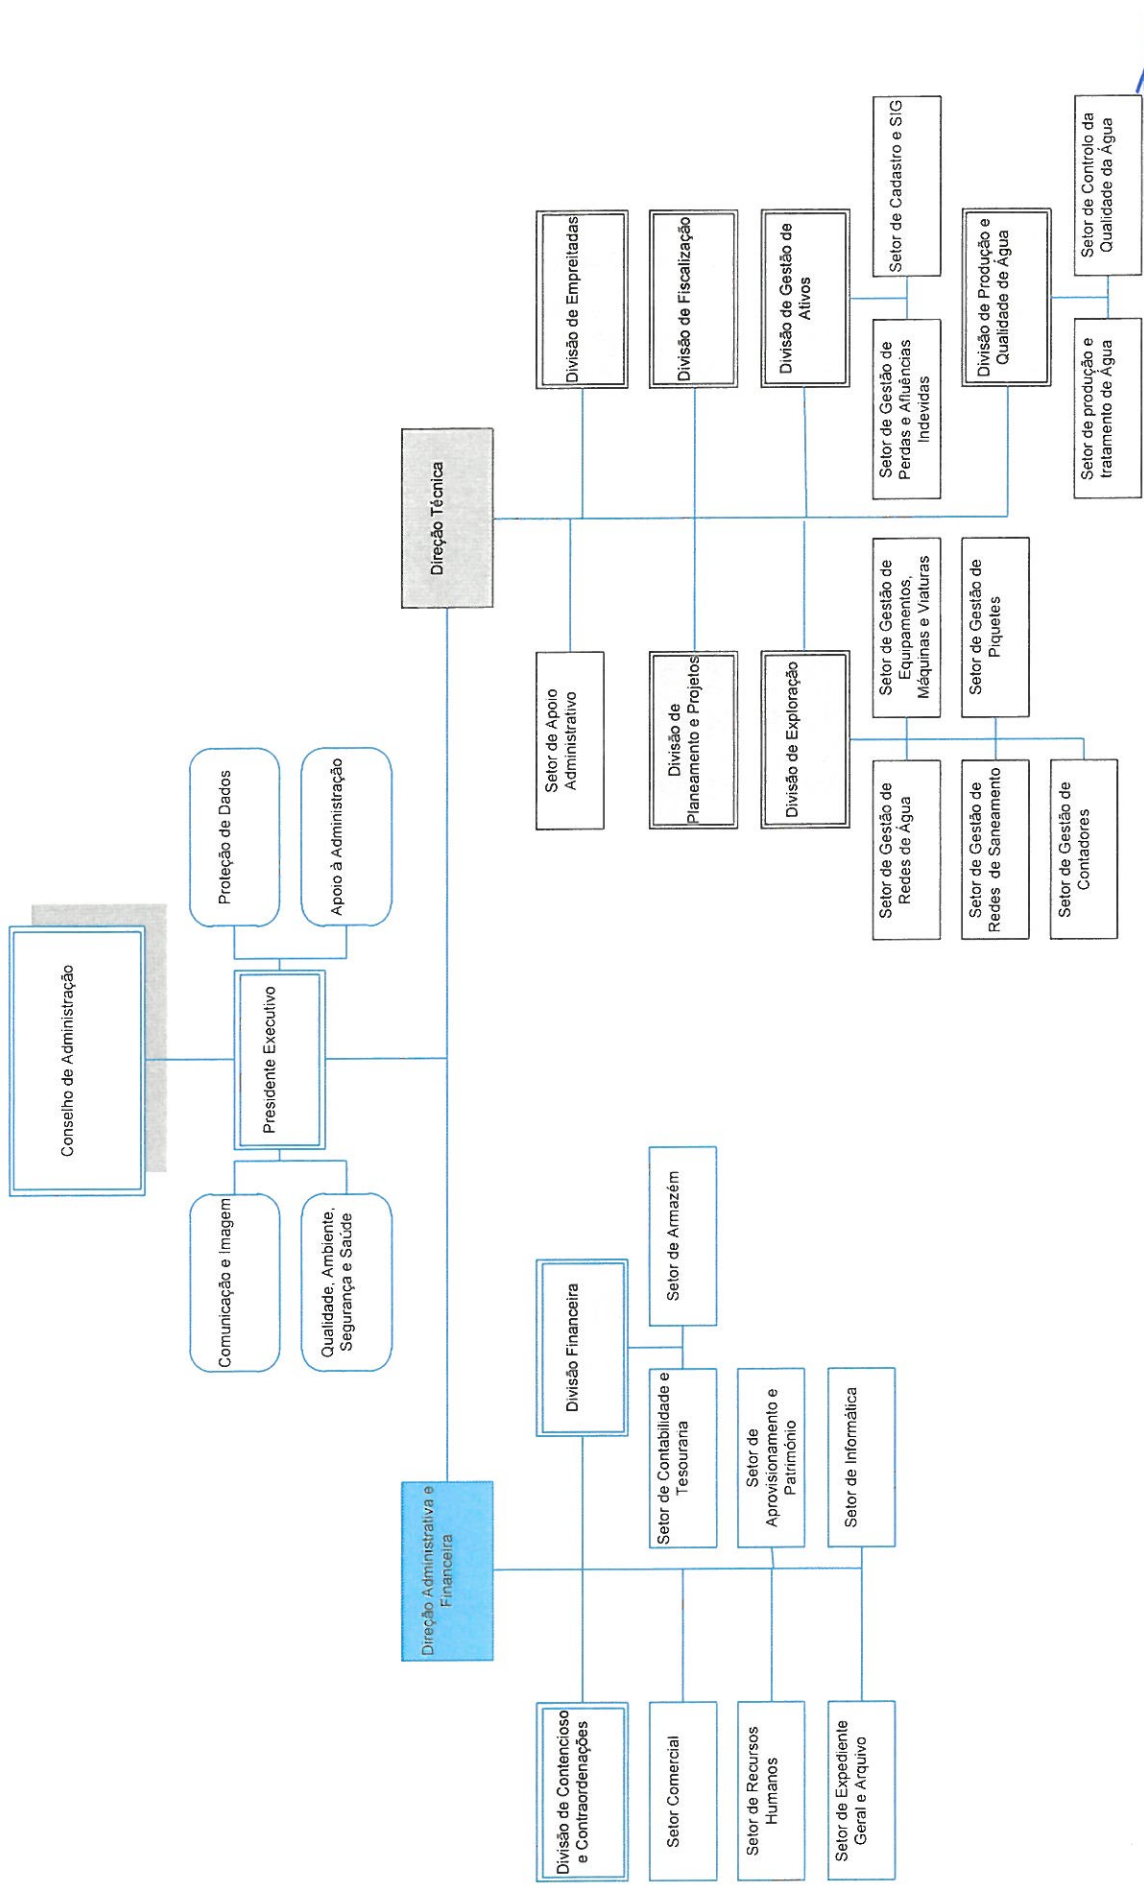 Conselho de Administração
Comunicação e Imagem
Proteção de Dados
Presidente Executivo
Qualidade, Ambiente,
Segurança e Saúde
Apoio à Administração
Direção Administrativa e
Financeira
Direção Técnica
Divisão de Contencioso
e Contraordenações
Divisão Financeira
Setor Comercial
Setor de Contabilidade e
Tesouraria
Setor de Armazém
Setor de Recursos
Humanos
Setor de
Aprovisionamento e
Património
Setor de Expediente
Geral e Arquivo
Setor de Informática
Setor de Apoio
Administrativo
Divisão de Empreitadas
Divisão de
Planeamento e Projetos
Divisão de Fiscalização
Divisão de Exploração
Divisão de Gestão de
Ativos
Setor de Gestão de
Redes de Água
Setor de Gestão de
Equipamentos,
Máquinas e Viaturas
Setor de Gestão de
Perdas e Afluências
Indevidas
Setor de Cadastro e SIG
Setor de Gestão de
Redes de Saneamento
Setor de Gestão de
Piquetes
Divisão de Produção e
Qualidade de Água
Setor de Gestão de
Contadores
Setor de produção e
tratamento de Água
Setor de Controlo da
Qualidade da Água